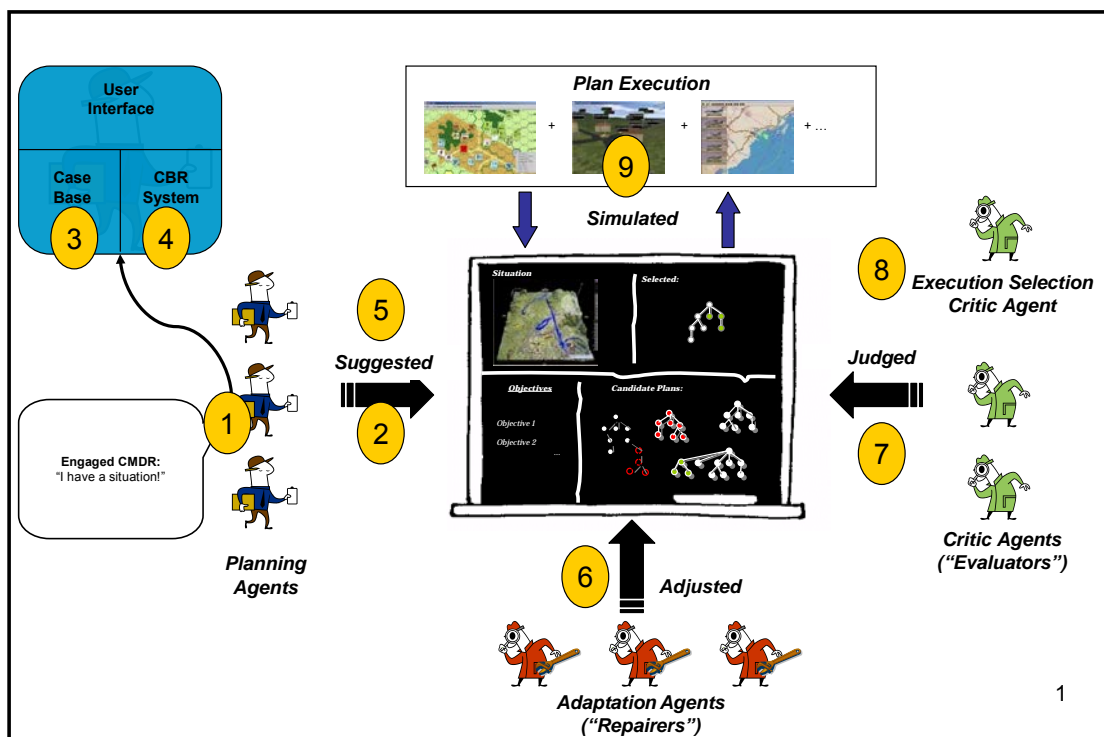 User
Interface
Case
Base
CBR
System
3
4
Plan Execution
+
+
+ ...
9
Simulated
5
Suggested
2
1
Engaged CMDR:
“I have a situation!”
Planning
Agents
Situation
Selected:
Objectives
Objective 1
Objective 2
...
Candidate Plans:
8
Execution Selection
Critic Agent
Judged
7
Critic Agents
(“Evaluators”)
6
Adjusted
Adaptation Agents
(“Repairers”)
1